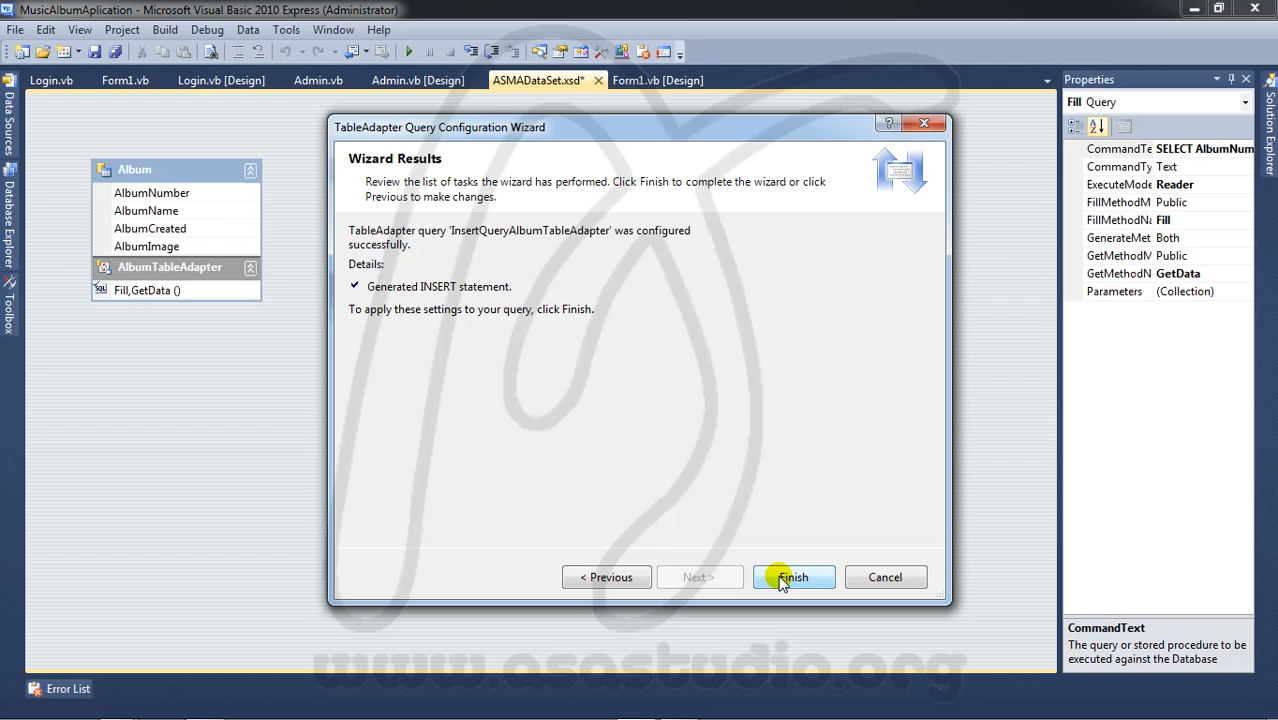 MusicAlbumAplication - Microsoft Visual Basic 2010 Express (Administrator)
File Edit View Project Build Debug Data Tools Window Help
Login.vb Form1.vb Login.vb [Design] Admin.vb Admin.vb [Design] ASMADataSet.xsd* Form1.vb [Design]
Data Sources
Database Explorer
Toolbox
Album
AlbumNumber
AlbumName
AlbumCreated
AlbumImage
AlbumTableAdapter
SQL Fill,GetData ()
TableAdapter Query Configuration Wizard
Wizard Results
Review the list of tasks the wizard has performed. Click Finish to complete the wizard or click
Previous to make changes.
TableAdapter query 'InsertQueryAlbumTableAdapter' was configured
successfully.
Details:
Generated INSERT statement.
To apply these settings to your query, click Finish.
< Previous Next > Finish Cancel
Properties
Fill Query
CommandTe SELECT AlbumNum
CommandTy Text
ExecuteMode Reader
FillMethodM Public
FillMethodNa Fill
GenerateMet Both
GetMethodM Public
GetMethodN GetData
Parameters (Collection)
CommandText
The query or stored procedure to be
executed against the Database
Solution Explorer
Error List
www.asastudio.org